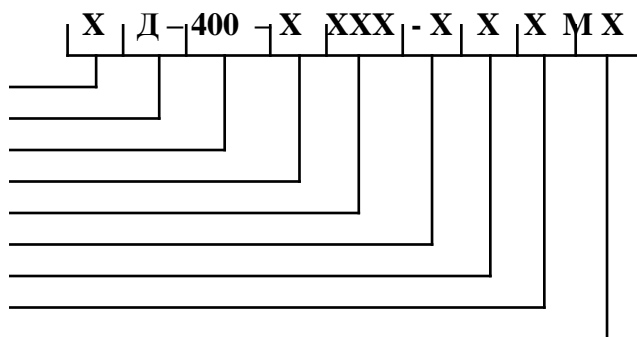 Х Д – 400 – Х ХХХ - Х Х Х М Х